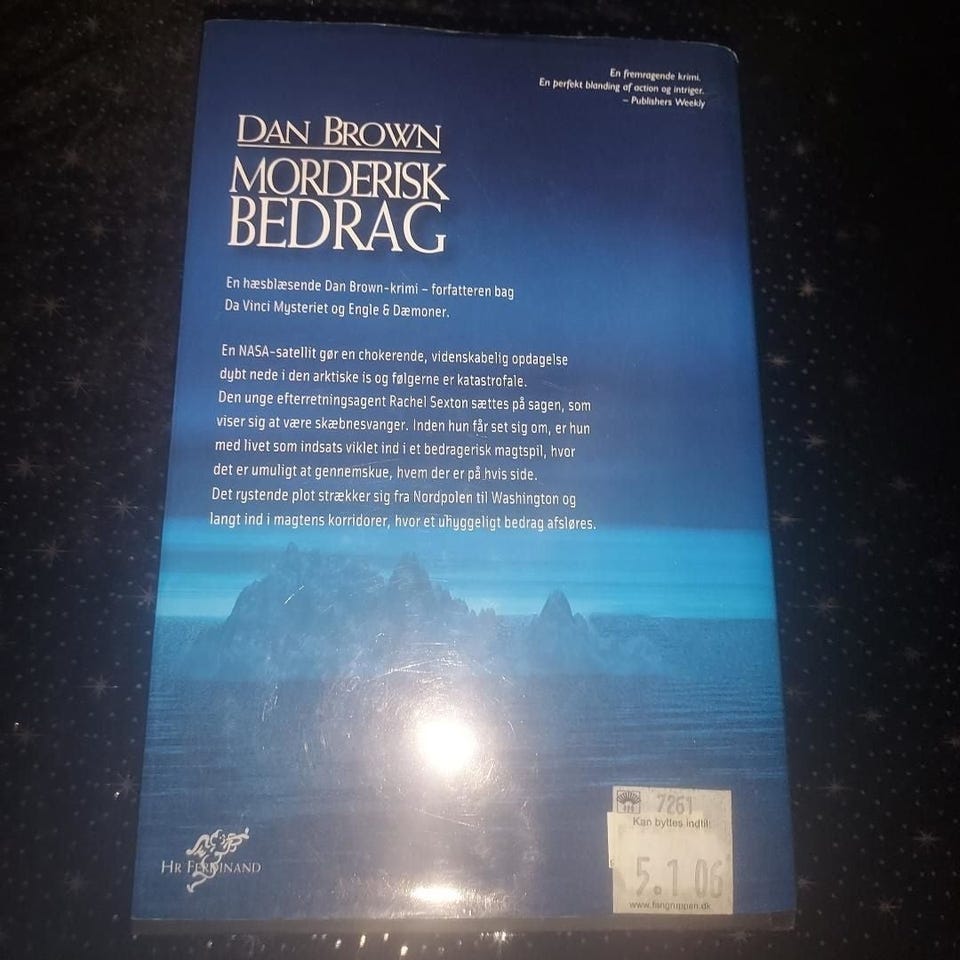 En fremragende krimi.
En perfekt blanding af action og intriger.
– Publishers Weekly
DAN BROWN
MORDERISK
BEDRAG
En hæsblæsende Dan Brown-krimi – forfatteren bag
Da Vinci Mysteriet og Engle & Dæmoner.
En NASA-satellit gør en chokerende, videnskabelig opdagelse
dybt nede i den arktiske is og følgerne er katastrofale.
Den unge efterretningsagent Rachel Sexton sættes på sagen, som
viser sig at være skæbnesvanger. Inden hun får set sig om, er hun
med livet som indsats viklet ind i et bedragerisk magtspil, hvor
det er umuligt at gennemskue, hvem der er på hvis side.
Det rystende plot strækker sig fra Nordpolen til Washington og
langt ind i magtens korridorer, hvor et uhyggeligt bedrag afsløres.
7261
Kan byttes indtil:
5.1.06
www.fangruppen.dk
HR FERDINAND